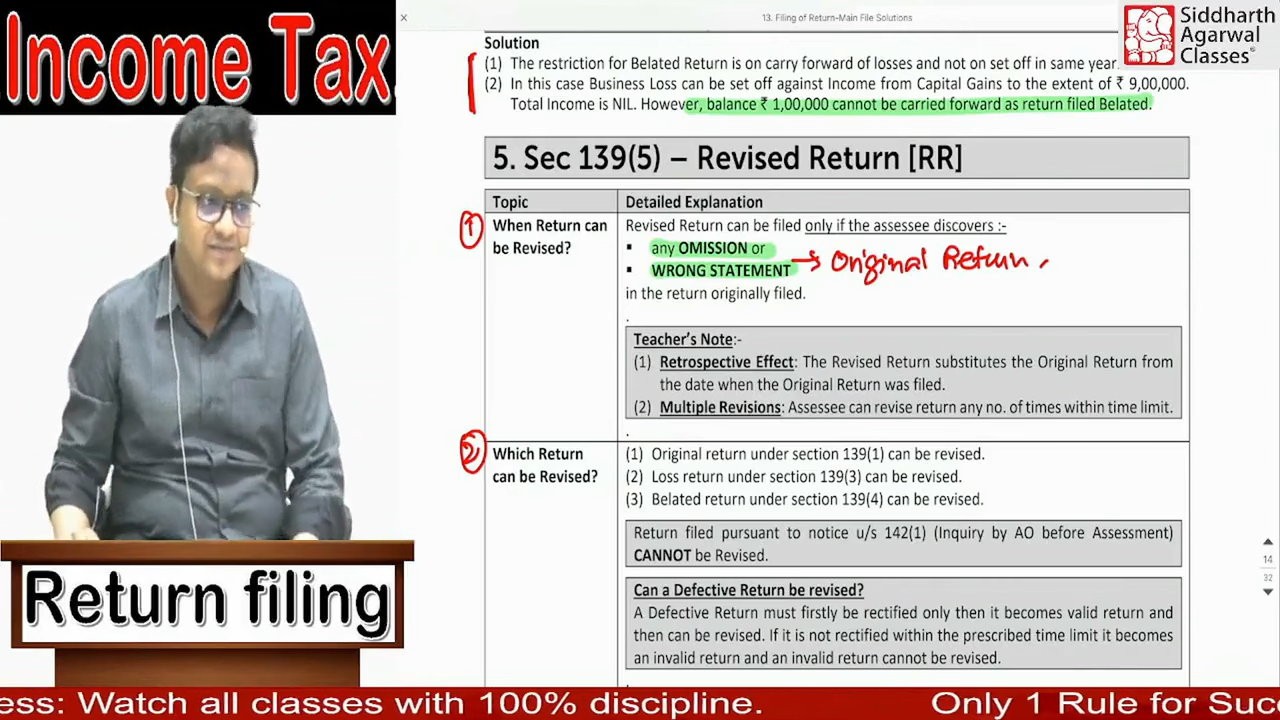 Income Tax
13. Filing of Return-Main File Solutions
Siddharth
Agarwal
Classes
Solution
(1) The restriction for Belated Return is on carry forward of losses and not on set off in same year.
(2) In this case Business Loss can be set off against Income from Capital Gains to the extent of ₹ 9,00,000.
Total Income is NIL. However, balance ₹ 1,00,000 cannot be carried forward as return filed Belated.
5. Sec 139(5) – Revised Return [RR]
Topic Detailed Explanation
1 When Return can
be Revised?
Revised Return can be filed only if the assessee discovers :-
▪ any OMISSION or
▪ WRONG STATEMENT → Original Return
in the return originally filed.
.
Teacher's Note:-
(1) Retrospective Effect: The Revised Return substitutes the Original Return from
the date when the Original Return was filed.
(2) Multiple Revisions: Assessee can revise return any no. of times within time limit.
.
2 Which Return
can be Revised?
(1) Original return under section 139(1) can be revised.
(2) Loss return under section 139(3) can be revised.
(3) Belated return under section 139(4) can be revised.
Return filed pursuant to notice u/s 142(1) (Inquiry by AO before Assessment)
CANNOT be Revised.
Can a Defective Return be revised?
A Defective Return must firstly be rectified only then it becomes valid return and
then can be revised. If it is not rectified within the prescribed time limit it becomes
an invalid return and an invalid return cannot be revised.
.
14
32
Return filing
ess: Watch all classes with 100% discipline. Only 1 Rule for Succ